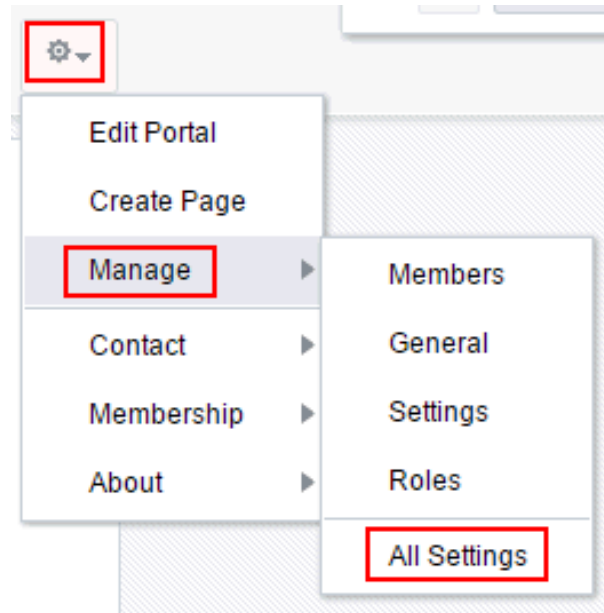 Edit Portal
Create Page
Manage
Contact
Membership
About
Members
General
Settings
Roles
All Settings